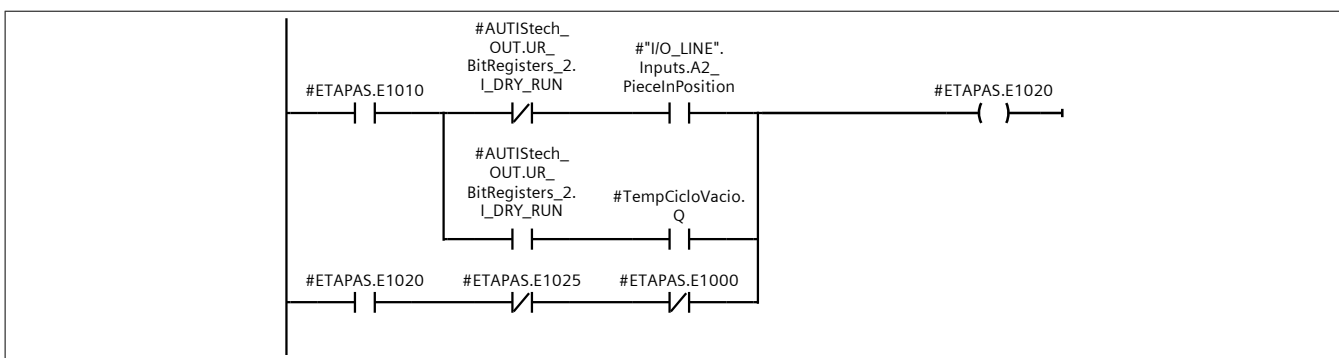 #AUTIStech_
OUT.UR_
BitRegisters_2.
I_DRY_RUN
#"I/O_LINE".
Inputs.A2_
PieceInPosition
#ETAPAS.E1010
#ETAPAS.E1020
#AUTIStech_
OUT.UR_
BitRegisters_2.
I_DRY_RUN
#TempCicloVacio.
Q
#ETAPAS.E1020
#ETAPAS.E1025
#ETAPAS.E1000